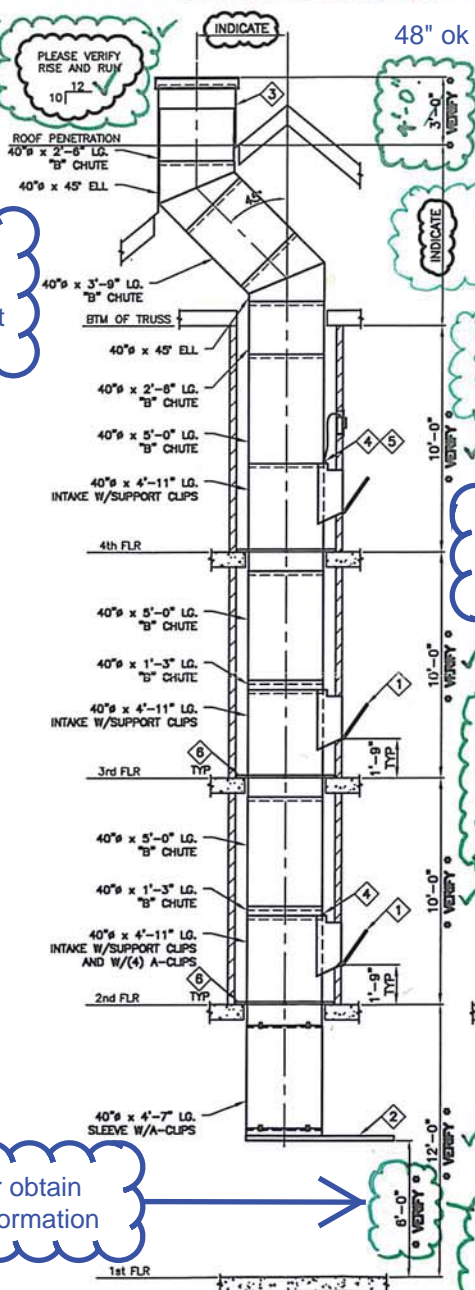 INDICATE
48" ok
PLEASE VERIFY
RISE AND RUN
12
10
3
4'-0"
3'-0"
VERIFY
ROOF PENETRATION
40"ø x 2'-6" LG.
"B" CHUTE
40"ø x 45° ELL
45°
INDICATE
40"ø x 3'-9" LG.
"B" CHUTE
BTM OF TRUSS
40"ø x 45° ELL
40"ø x 2'-6" LG.
"B" CHUTE
40"ø x 5'-0" LG.
"B" CHUTE
4 5
10'-0"
VERIFY
40"ø x 4'-11" LG.
INTAKE W/SUPPORT CLIPS
4th FLR
40"ø x 5'-0" LG.
"B" CHUTE
40"ø x 1'-3" LG.
"B" CHUTE
1
10'-0"
VERIFY
40"ø x 4'-11" LG.
INTAKE W/SUPPORT CLIPS
1'-9"
TYP
6
TYP
3rd FLR
40"ø x 5'-0" LG.
"B" CHUTE
40"ø x 1'-3" LG.
"B" CHUTE
4
1
10'-0"
VERIFY
40"ø x 4'-11" LG.
INTAKE W/SUPPORT CLIPS
AND W/(4) A-CLIPS
1'-9"
TYP
6
TYP
2nd FLR
40"ø x 4'-7" LG.
SLEEVE W/A-CLIPS
2
12'-0"
VERIFY
obtain
formation
6'-0"
VERIFY
1st FLR